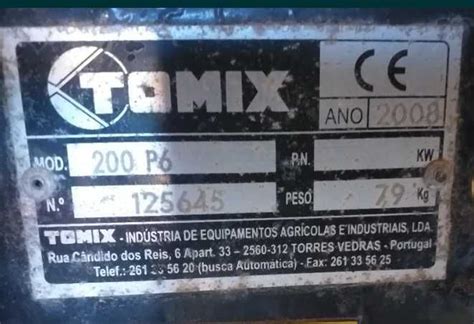 TOMIX CE
ANO 2008
MOD. 200 P6 P.N. KW
N.º 125645 PESO 79 Kg
TOMIX - INDÚSTRIA DE EQUIPAMENTOS AGRÍCOLAS E INDUSTRIAIS, LDA.
Rua Cândido dos Reis, 6 Apart. 33 – 2560-312 TORRES VEDRAS - Portugal
Telef.: 261 33 56 20 (busca Automática) - Fax: 261 33 56 25